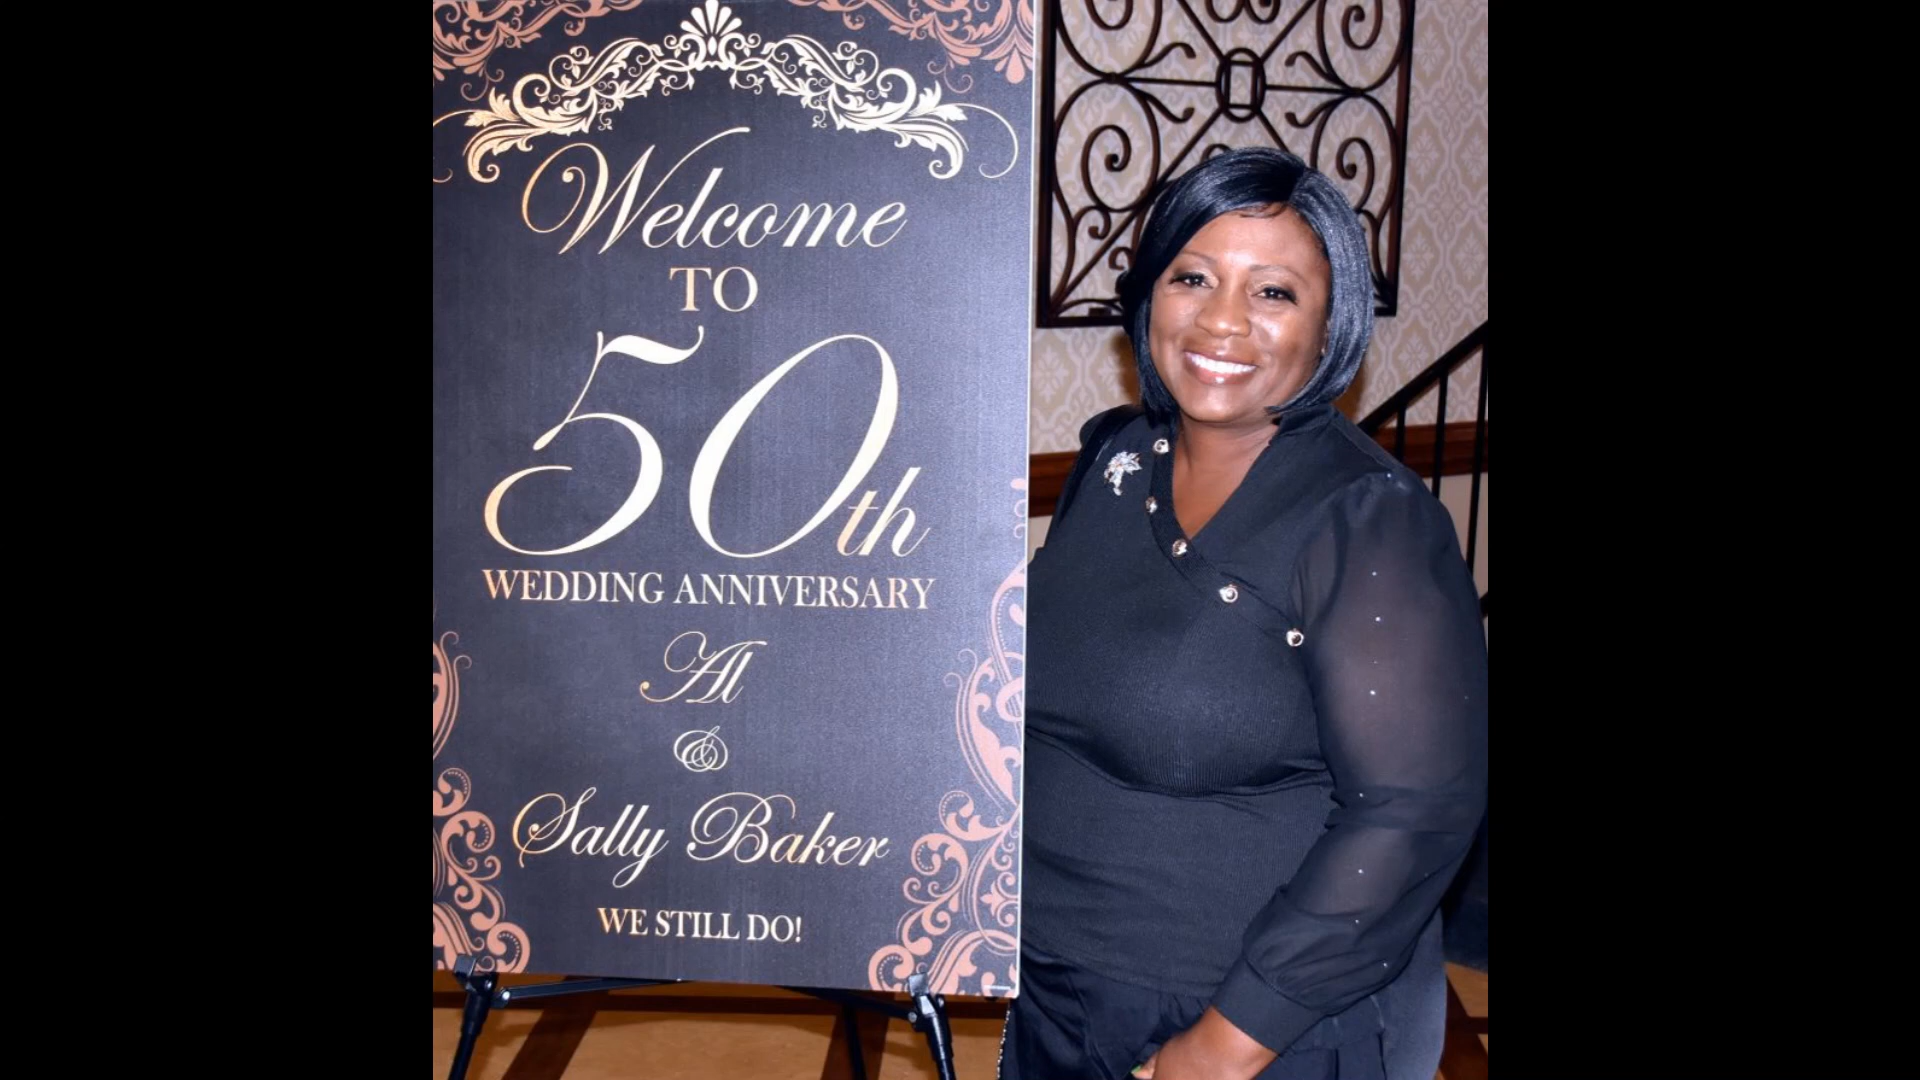 Welcome
TO
50th
WEDDING ANNIVERSARY
Al
&
Sally Baker
WE STILL DO!